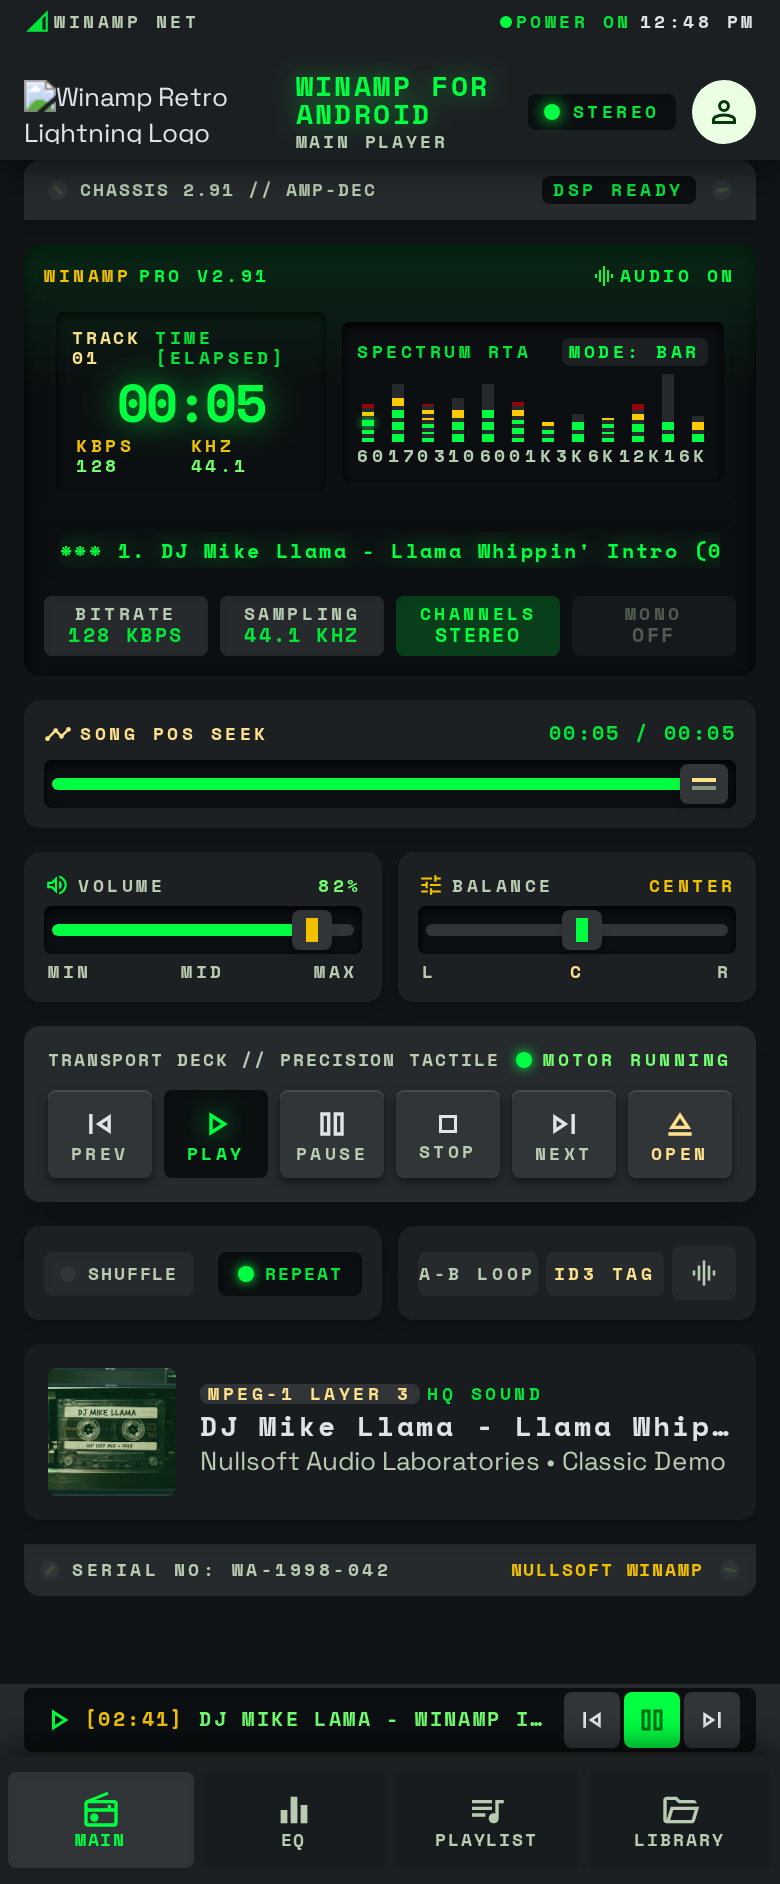 WINAMP NET
POWER ON 12:48 PM
Winamp Retro
Lightning Logo
WINAMP FOR
ANDROID
MAIN PLAYER
STEREO
CHASSIS 2.91 // AMP-DEC
DSP READY
WINAMP PRO V2.91
AUDIO ON
TRACK
01
TIME
[ELAPSED]
00:05
KBPS
128
KHZ
44.1
SPECTRUM RTA
MODE: BAR
60 170 310 600 1K 3K 6K 12K 16K
*** 1. DJ Mike Llama - Llama Whippin' Intro (0
BITRATE
128 KBPS
SAMPLING
44.1 KHZ
CHANNELS
STEREO
MONO
OFF
SONG POS SEEK
00:05 / 00:05
VOLUME
82%
MIN MID MAX
BALANCE
CENTER
L C R
TRANSPORT DECK // PRECISION TACTILE
MOTOR RUNNING
PREV
PLAY
PAUSE
STOP
NEXT
OPEN
SHUFFLE
REPEAT
A-B LOOP
ID3 TAG
DJ MIKE LLAMA
HIP HOP MIX • 1998
MPEG-1 LAYER 3 HQ SOUND
DJ Mike Llama - Llama Whip…
Nullsoft Audio Laboratories • Classic Demo
SERIAL NO: WA-1998-042
NULLSOFT WINAMP
[02:41] DJ MIKE LAMA - WINAMP I…
MAIN
EQ
PLAYLIST
LIBRARY